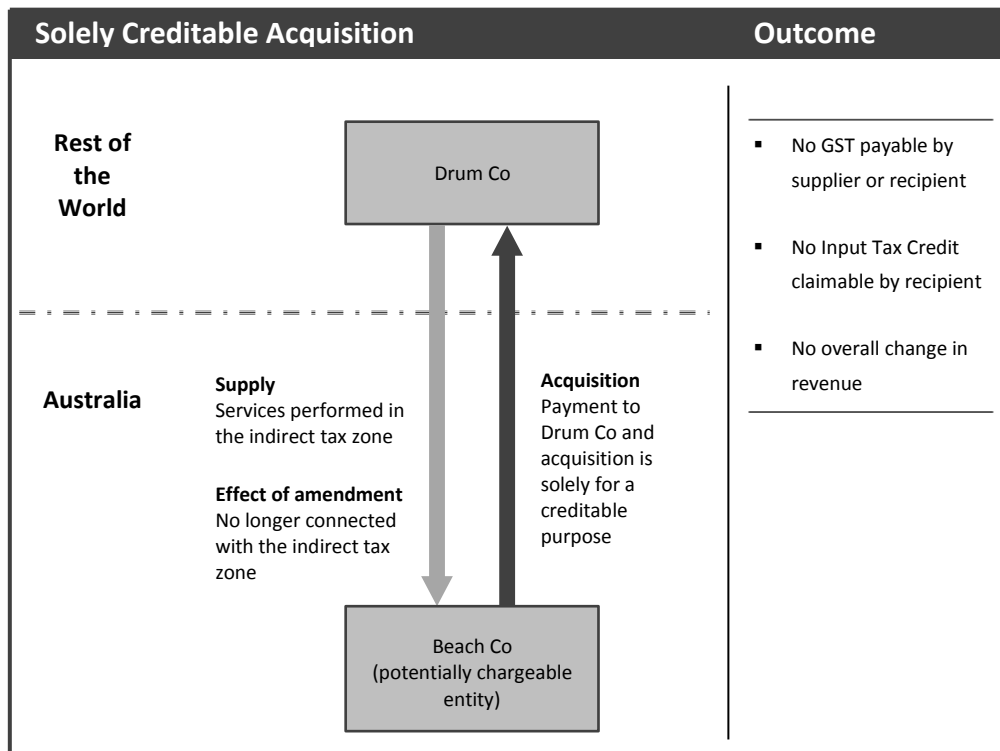 Solely Creditable Acquisition
Outcome
Rest of
the
World
Drum Co
Australia
Supply
Services performed in
the indirect tax zone
Effect of amendment
No longer connected
with the indirect tax
zone
Acquisition
Payment to
Drum Co and
acquisition is
solely for a
creditable
purpose
Beach Co
(potentially chargeable
entity)
▪ No GST payable by
supplier or recipient
▪ No Input Tax Credit
claimable by recipient
▪ No overall change in
revenue